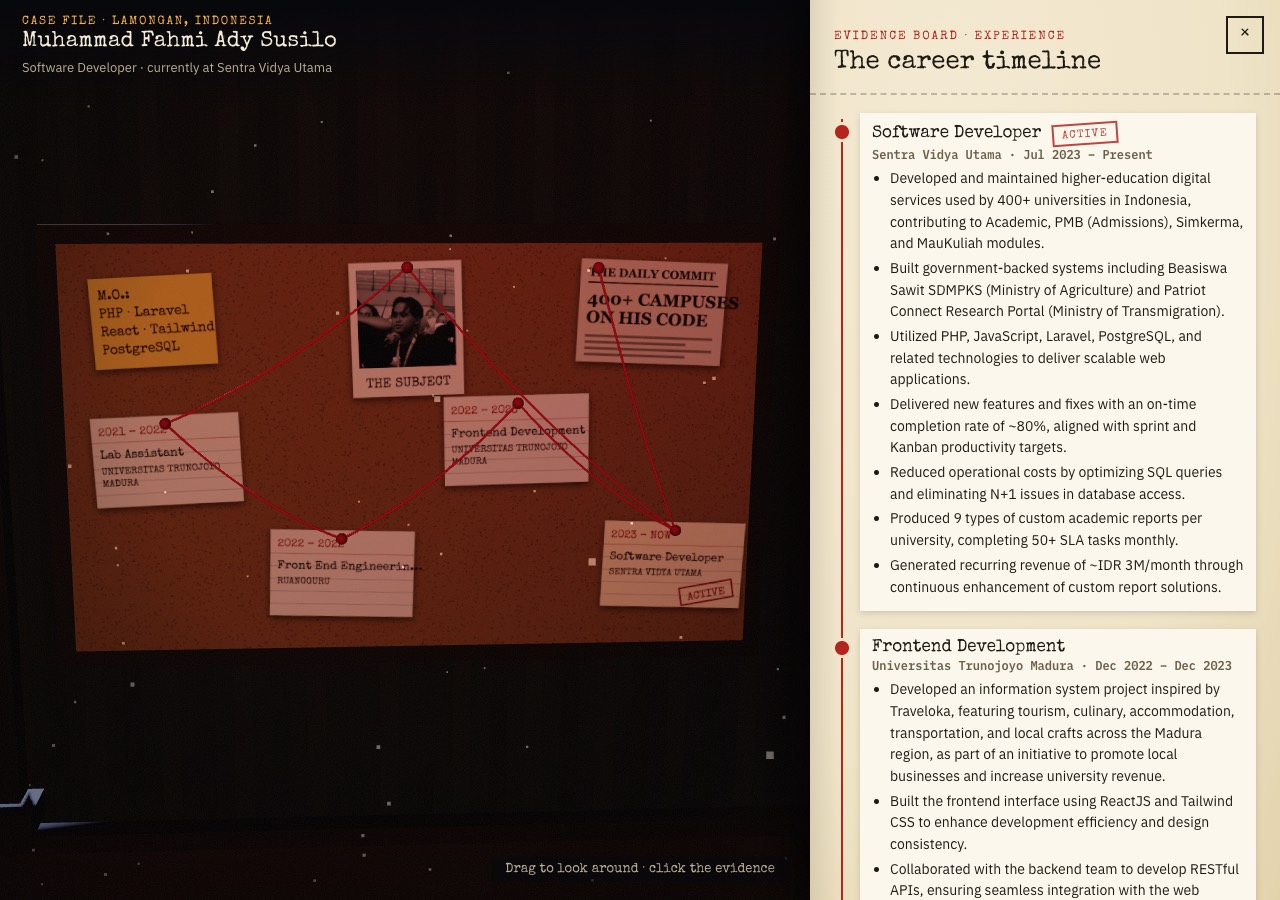 CASE FILE · LAMONGAN, INDONESIA
Muhammad Fahmi Ady Susilo
Software Developer · currently at Sentra Vidya Utama
M.O.:
PHP · Laravel
React · Tailwind
PostgreSQL
THE SUBJECT
THE DAILY COMMIT
400+ CAMPUSES
ON HIS CODE
2021 – 2022
Lab Assistant
UNIVERSITAS TRUNOJOYO
MADURA
2022 – 2023
Frontend Development
UNIVERSITAS TRUNOJOYO
MADURA
2022 – 2022
Front End Engineerin...
RUANGGURU
2023 – NOW
Software Developer
SENTRA VIDYA UTAMA
ACTIVE
Drag to look around · click the evidence
EVIDENCE BOARD · EXPERIENCE
The career timeline
×
Software Developer ACTIVE
Sentra Vidya Utama · Jul 2023 – Present
• Developed and maintained higher-education digital
services used by 400+ universities in Indonesia,
contributing to Academic, PMB (Admissions), Simkerma,
and MauKuliah modules.
• Built government-backed systems including Beasiswa
Sawit SDMPKS (Ministry of Agriculture) and Patriot
Connect Research Portal (Ministry of Transmigration).
• Utilized PHP, JavaScript, Laravel, PostgreSQL, and
related technologies to deliver scalable web
applications.
• Delivered new features and fixes with an on-time
completion rate of ~80%, aligned with sprint and
Kanban productivity targets.
• Reduced operational costs by optimizing SQL queries
and eliminating N+1 issues in database access.
• Produced 9 types of custom academic reports per
university, completing 50+ SLA tasks monthly.
• Generated recurring revenue of ~IDR 3M/month through
continuous enhancement of custom report solutions.
Frontend Development
Universitas Trunojoyo Madura · Dec 2022 – Dec 2023
• Developed an information system project inspired by
Traveloka, featuring tourism, culinary, accommodation,
transportation, and local crafts across the Madura
region, as part of an initiative to promote local
businesses and increase university revenue.
• Built the frontend interface using ReactJS and Tailwind
CSS to enhance development efficiency and design
consistency.
• Collaborated with the backend team to develop RESTful
APIs, ensuring seamless integration with the web